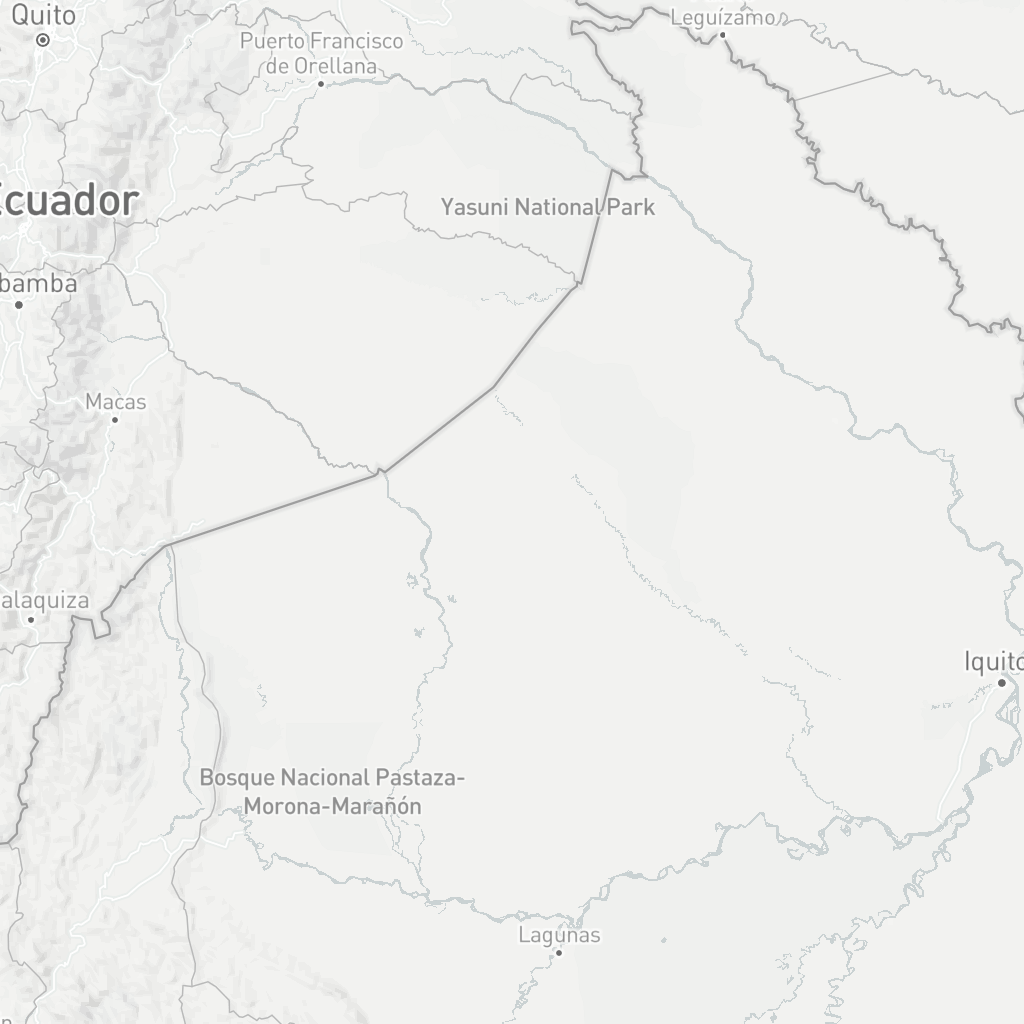 Quito
Leguízamo
Puerto Francisco
de Orellana
Ecuador
Yasuni National Park
bamba
Macas
alaquiza
Iquito
Bosque Nacional Pastaza-
Morona-Marañón
Lagunas